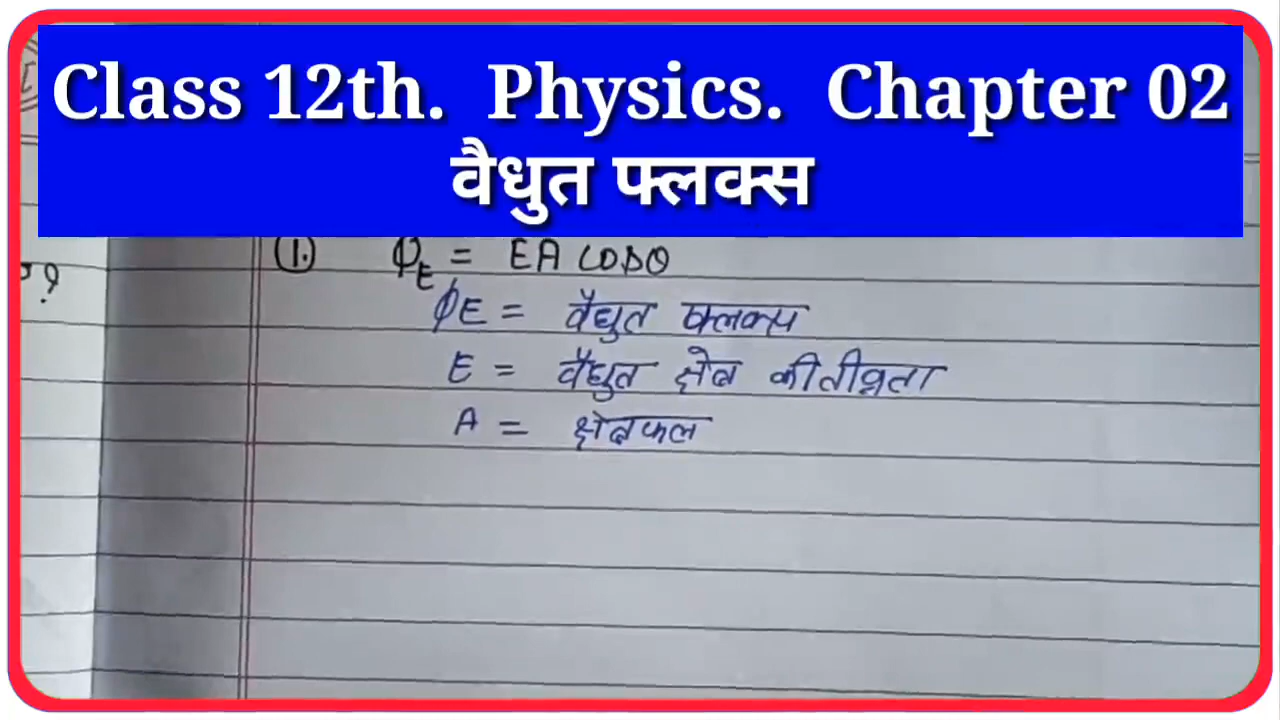 Class 12th. Physics. Chapter 02
वैधुत फ्लक्स
①. ϕE = EA COSθ
ϕE = वैधुत फ्लक्स
E = वैधुत क्षेत्र की तीव्रता
A = क्षेत्रफल
?